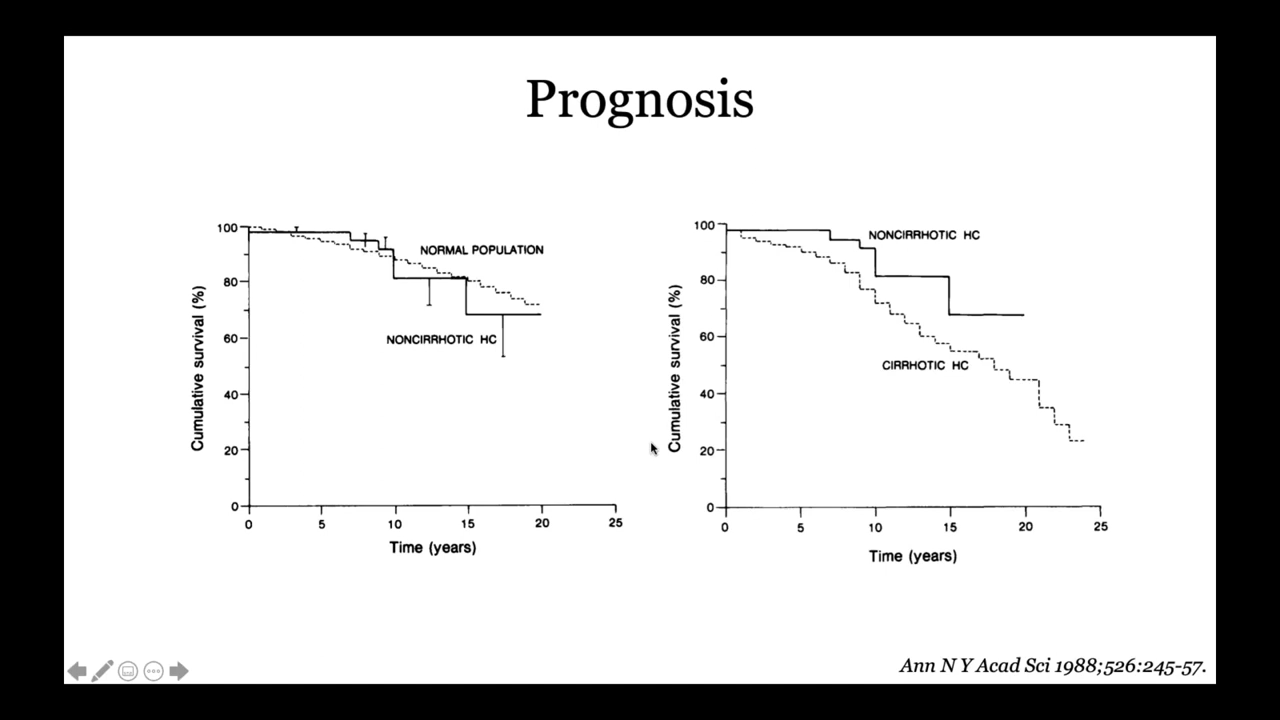 Prognosis
100
80
60
40
20
0
Cumulative survival (%)
NORMAL POPULATION
NONCIRRHOTIC HC
0 5 10 15 20 25
Time (years)
100
80
60
40
20
0
Cumulative survival (%)
NONCIRRHOTIC HC
CIRRHOTIC HC
0 5 10 15 20 25
Time (years)
Ann N Y Acad Sci 1988;526:245-57.